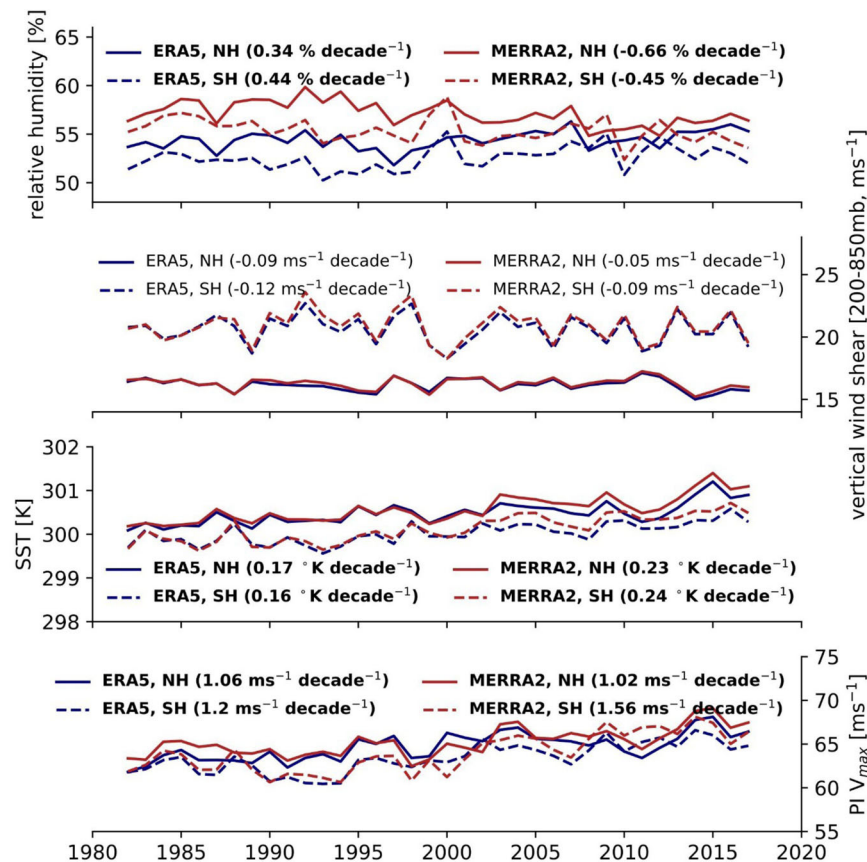 65
60
55
50
relative humidity [%]
ERA5, NH (0.34 % decade⁻¹)
MERRA2, NH (-0.66 % decade⁻¹)
ERA5, SH (0.44 % decade⁻¹)
MERRA2, SH (-0.45 % decade⁻¹)
ERA5, NH (-0.09 ms⁻¹ decade⁻¹)
MERRA2, NH (-0.05 ms⁻¹ decade⁻¹)
ERA5, SH (-0.12 ms⁻¹ decade⁻¹)
MERRA2, SH (-0.09 ms⁻¹ decade⁻¹)
25
20
15
vertical wind shear [200-850mb, ms⁻¹]
302
301
300
299
298
SST [K]
ERA5, NH (0.17 °K decade⁻¹)
MERRA2, NH (0.23 °K decade⁻¹)
ERA5, SH (0.16 °K decade⁻¹)
MERRA2, SH (0.24 °K decade⁻¹)
ERA5, NH (1.06 ms⁻¹ decade⁻¹)
MERRA2, NH (1.02 ms⁻¹ decade⁻¹)
ERA5, SH (1.2 ms⁻¹ decade⁻¹)
MERRA2, SH (1.56 ms⁻¹ decade⁻¹)
75
70
65
60
55
PI V_max [ms⁻¹]
1980 1985 1990 1995 2000 2005 2010 2015 2020